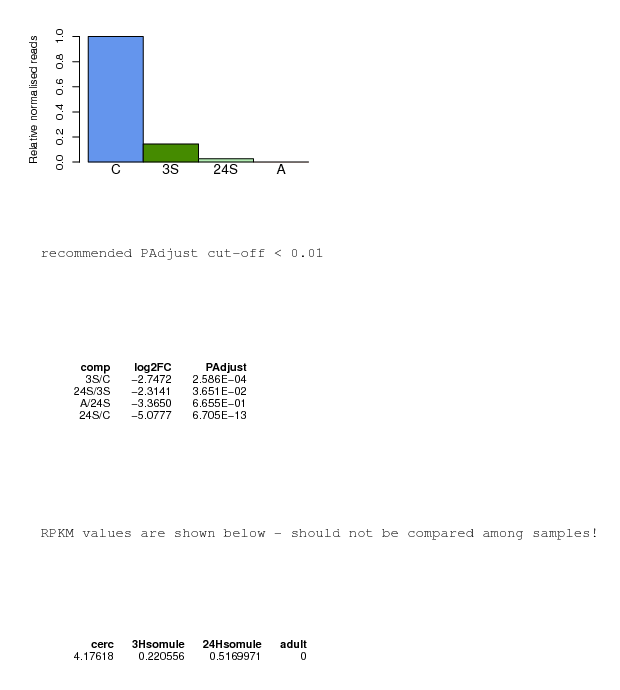 Relative normalised reads
1.0
0.8
0.6
0.4
0.2
0.0
C 3S 24S A
recommended PAdjust cut-off < 0.01
comp log2FC PAdjust
3S/C −2.7472 2.586E−04
24S/3S −2.3141 3.651E−02
A/24S −3.3650 6.655E−01
24S/C −5.0777 6.705E−13
RPKM values are shown below - should not be compared among samples!
cerc 3Hsomule 24Hsomule adult
4.17618 0.220556 0.5169971 0